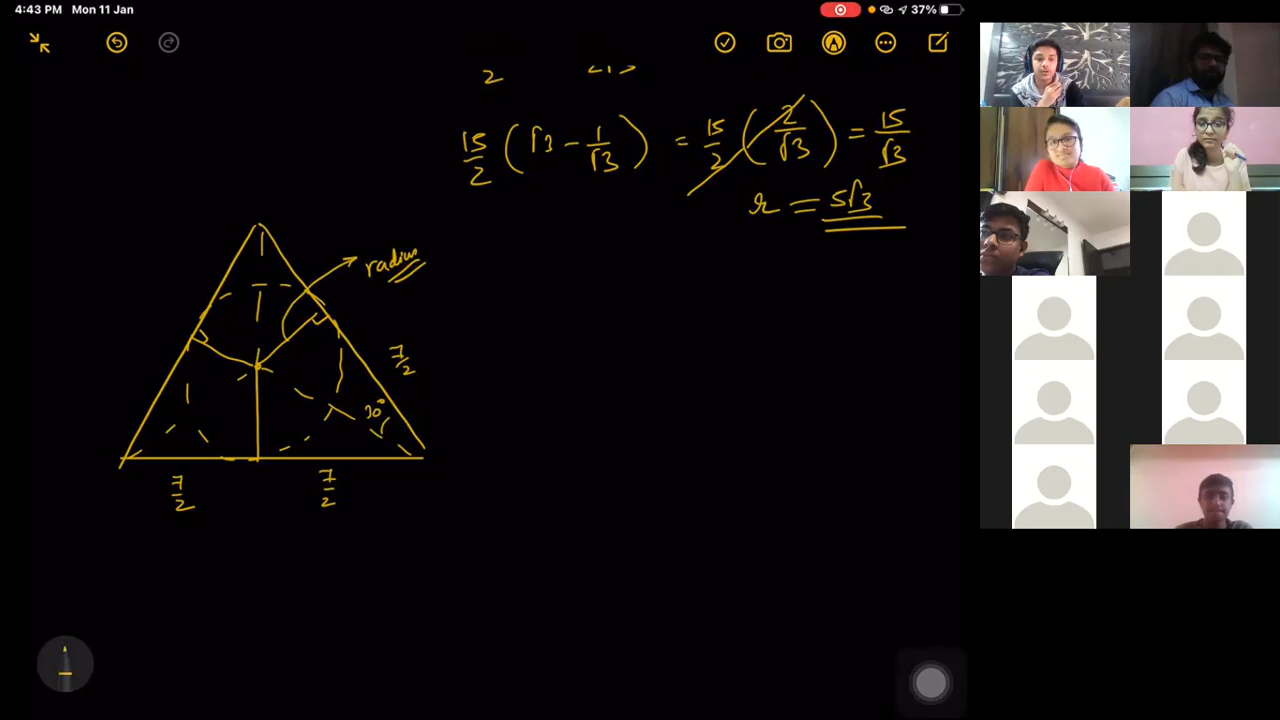 4:43 PM Mon 11 Jan
37%
2
15/2 (√3 - 1/√3) = 15/2 (2/√3) = 15/√3
r = 5√3
radius
7/2
30°
7/2
7/2